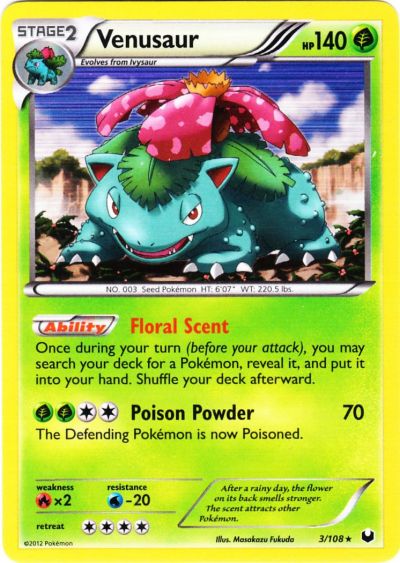 STAGE2 Venusaur HP140
Evolves from Ivysaur
NO. 003 Seed Pokémon HT: 6'07" WT: 220.5 lbs.
Ability Floral Scent
Once during your turn (before your attack), you may
search your deck for a Pokémon, reveal it, and put it
into your hand. Shuffle your deck afterward.
Poison Powder 70
The Defending Pokémon is now Poisoned.
weakness resistance
×2 -20
retreat
After a rainy day, the flower
on its back smells stronger.
The scent attracts other
Pokémon.
©2012 Pokémon Illus. Masakazu Fukuda 3/108 ★